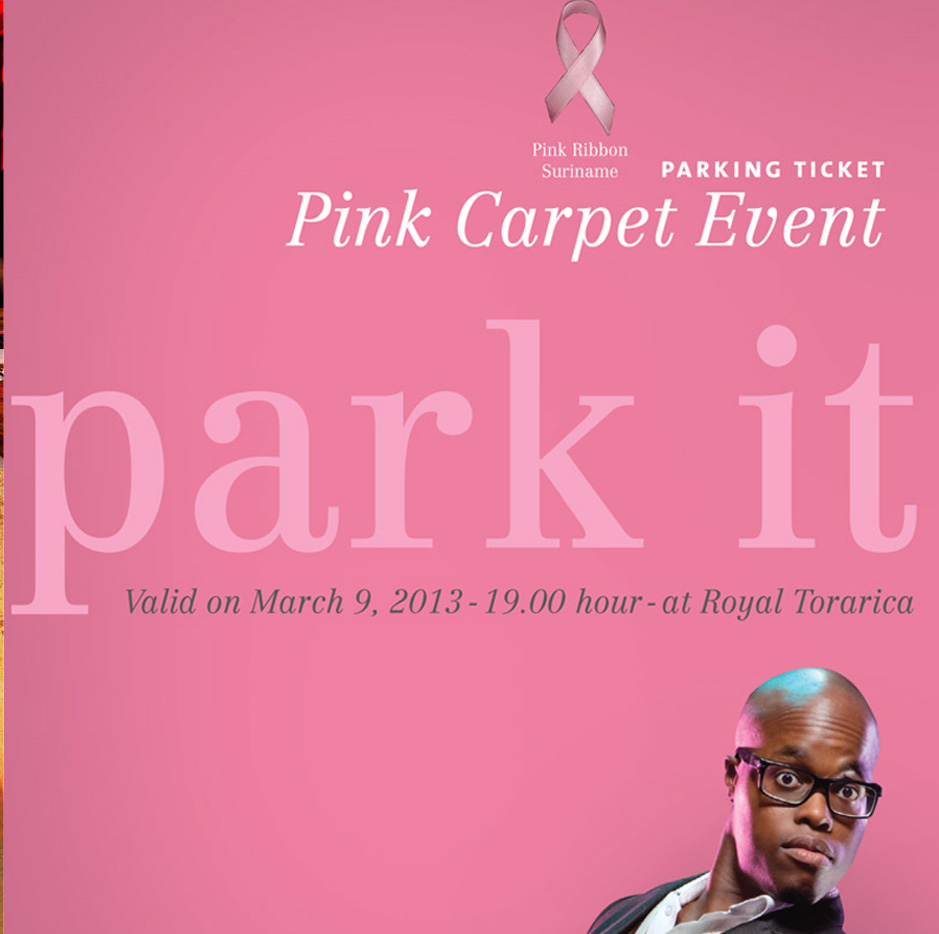 Pink Ribbon
Suriname
PARKING TICKET
Pink Carpet Event
park it
Valid on March 9, 2013 - 19.00 hour - at Royal Torarica